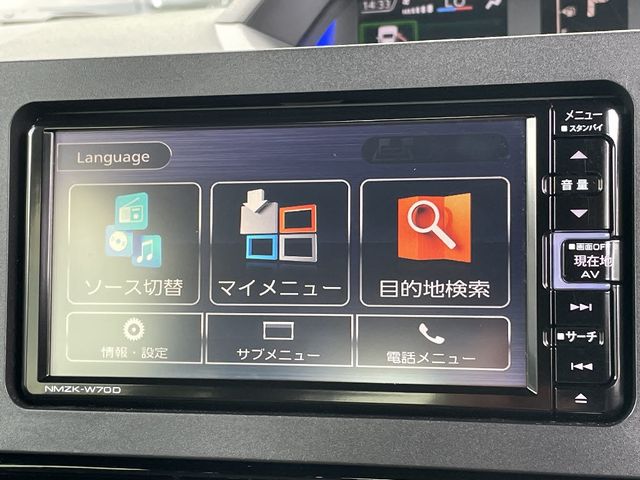 14:33
LO
Language
ソース切替
マイメニュー
目的地検索
情報・設定
サブメニュー
電話メニュー
NMZK-W70D
メニュー
■スタンバイ
音量
■画面OF
現在地
AV
■サーチ